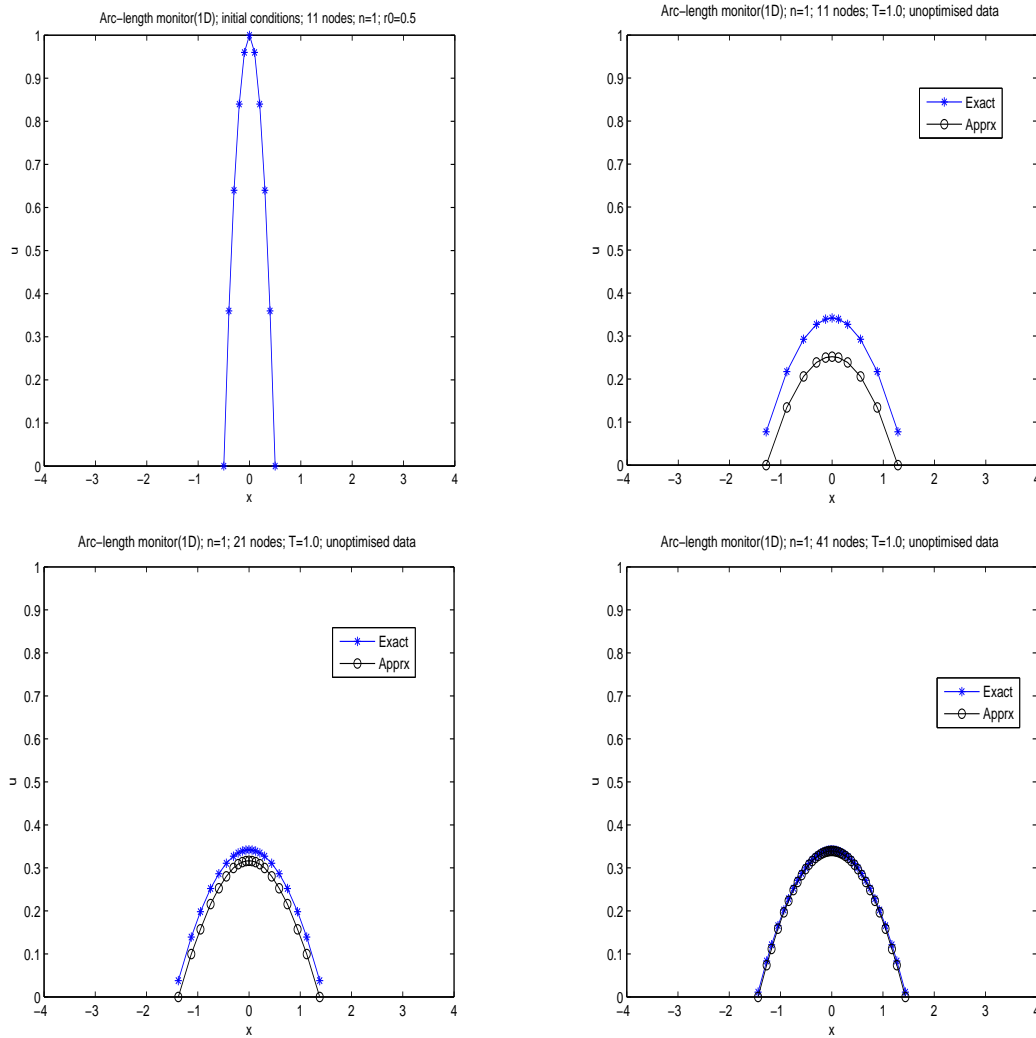 Arc-length monitor(1D); initial conditions; 11 nodes; n=1; r0=0.5
1
0.9
0.8
0.7
0.6
0.5
0.4
0.3
0.2
0.1
0
u
−4 −3 −2 −1 0 1 2 3 4
x
Arc-length monitor(1D); n=1; 11 nodes; T=1.0; unoptimised data
1
0.9
0.8
0.7
0.6
0.5
0.4
0.3
0.2
0.1
0
u
Exact
Apprx
−4 −3 −2 −1 0 1 2 3 4
x
Arc-length monitor(1D); n=1; 21 nodes; T=1.0; unoptimised data
1
0.9
0.8
0.7
0.6
0.5
0.4
0.3
0.2
0.1
0
u
Exact
Apprx
−4 −3 −2 −1 0 1 2 3 4
x
Arc-length monitor(1D); n=1; 41 nodes; T=1.0; unoptimised data
1
0.9
0.8
0.7
0.6
0.5
0.4
0.3
0.2
0.1
0
u
Exact
Apprx
−4 −3 −2 −1 0 1 2 3 4
x